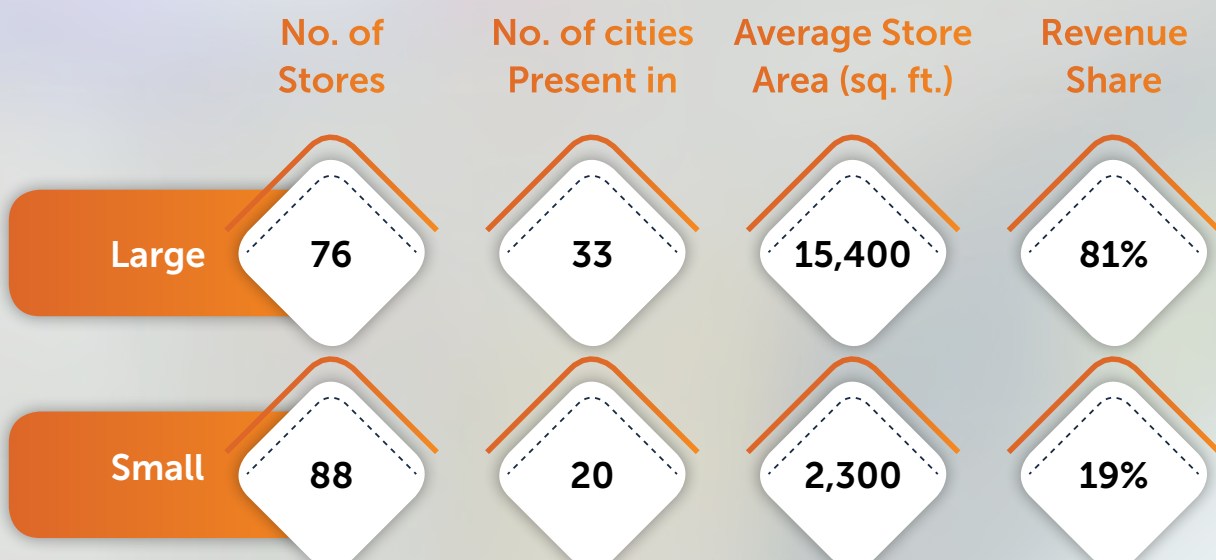 No. of
Stores
No. of cities
Present in
Average Store
Area (sq. ft.)
Revenue
Share
Large
76
33
15,400
81%
Small
88
20
2,300
19%